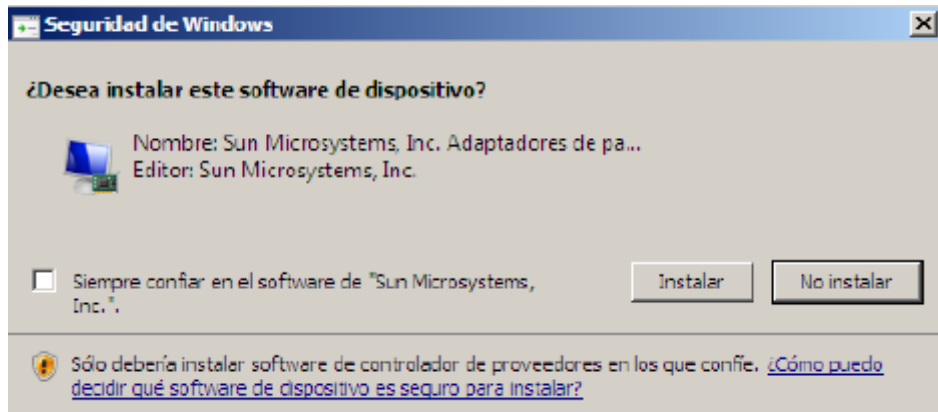 Seguridad de Windows
¿Desea instalar este software de dispositivo?
Nombre: Sun Microsystems, Inc. Adaptadores de pa...
Editor: Sun Microsystems, Inc.
Siempre confiar en el software de "Sun Microsystems,
Inc.".
Instalar
No instalar
Sólo debería instalar software de controlador de proveedores en los que confíe. ¿Cómo puedo
decidir qué software de dispositivo es seguro para instalar?